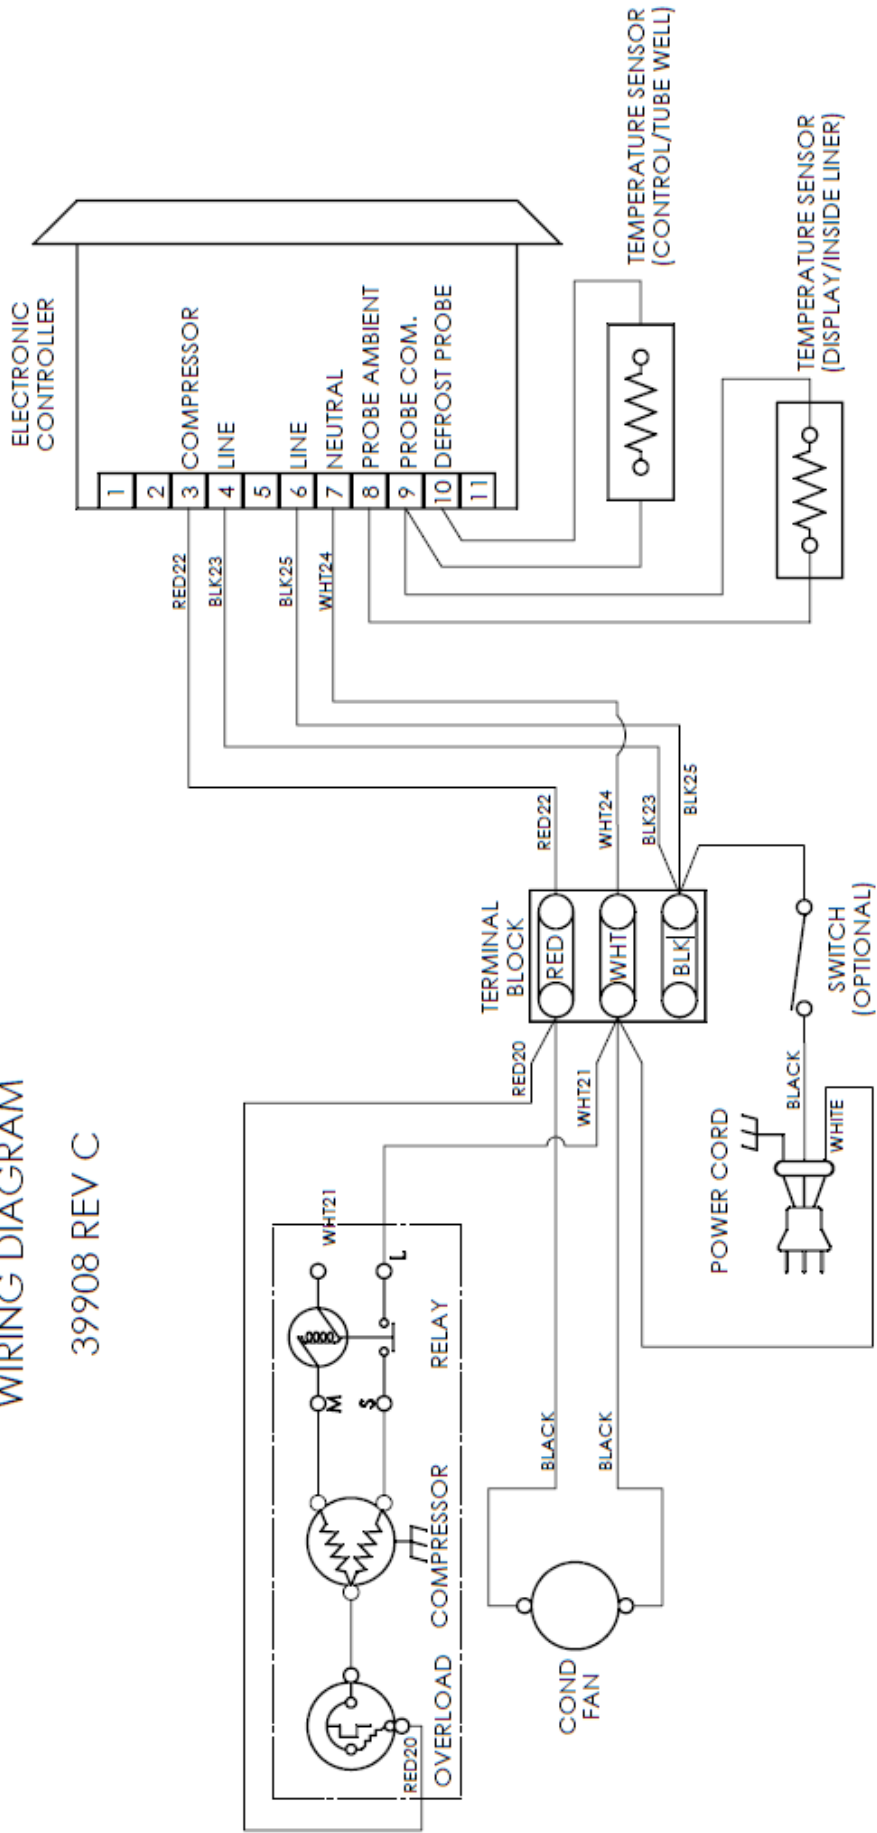 WIRING DIAGRAM
39908 REV C
ELECTRONIC
CONTROLLER
1
2
3 COMPRESSOR
4 LINE
5
6 LINE
7 NEUTRAL
8 PROBE AMBIENT
9 PROBE COM.
10 DEFROST PROBE
11
RED22
BLK23
BLK25
WHT24
TEMPERATURE SENSOR
(CONTROL/TUBE WELL)
TEMPERATURE SENSOR
(DISPLAY/INSIDE LINER)
RED22
WHT24
BLK23
BLK25
TERMINAL
BLOCK
RED
WHT
BLK
SWITCH
(OPTIONAL)
RED20
WHT21
BLACK
WHITE
POWER CORD
WHT21
L
M
S
RELAY
COMPRESSOR
OVERLOAD
RED20
BLACK
BLACK
COND
FAN